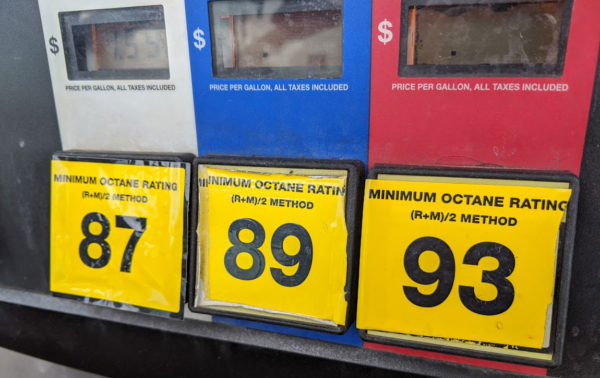 $
PRICE PER GALLON, ALL TAXES INCLUDED
MINIMUM OCTANE RATING
(R+M)/2 METHOD
87
$
PRICE PER GALLON, ALL TAXES INCLUDED
MINIMUM OCTANE RATIN
(R+M)/2 METHOD
89
$
PRICE PER GALLON, ALL TAXES INCLUDED
MINIMUM OCTANE RATING
(R+M)/2 METHOD
93